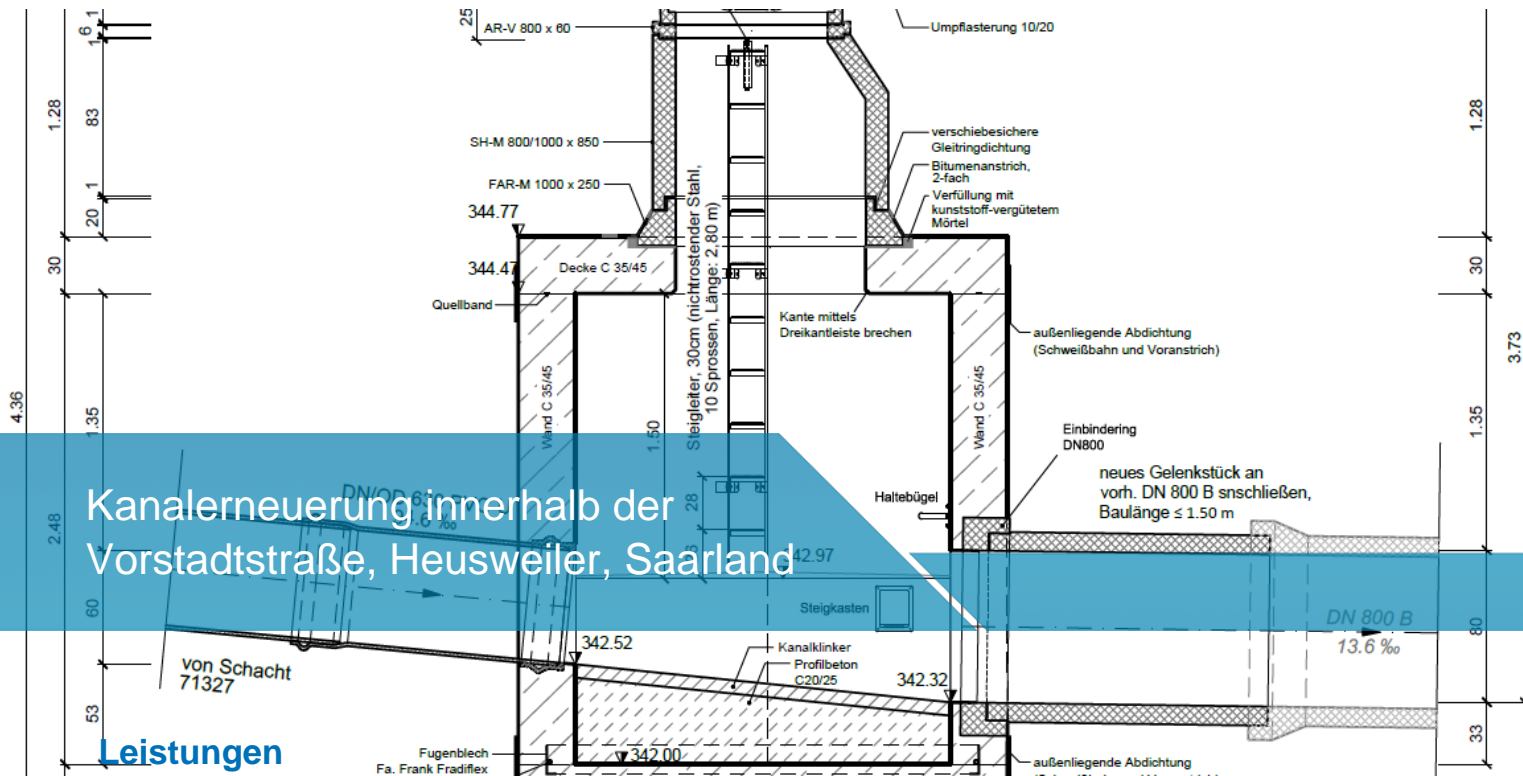 25
AR-V 800 x 60
Umpflasterung 10/20
1
6
1
1.28
83
1
20
30
1.28
30
SH-M 800/1000 x 850
FAR-M 1000 x 250
344.77
344.47
Decke C 35/45
Quellband
Steigleiter, 30cm (nichtrostender Stahl,
10 Sprossen, Länge: 2,80 m)
verschiebesichere
Gleitringdichtung
Bitumenanstrich,
2-fach
Verfüllung mit
kunststoff-vergütetem
Mörtel
Kante mittels
Dreikantleiste brechen
außenliegende Abdichtung
(Schweißbahn und Voranstrich)
3.73
4.36
1.35
Wand C 35/45
1.50
Wand C 35/45
1.35
Einbindering
DN800
neues Gelenkstück an
vorh. DN 800 B snschließen,
Baulänge ≤ 1.50 m
Haltebügel
28
2.48
Kanalerneuerung innerhalb der
Vorstadtstraße, Heusweiler, Saarland
60
Steigkasten
DN 800 B
13.6 ‰
80
342.52
Kanalklinker
Profilbeton
C20/25
342.32
von Schacht
71327
53
33
Leistungen
Fugenblech
Fa. Frank Fradiflex
342.00
außenliegende Abdichtung